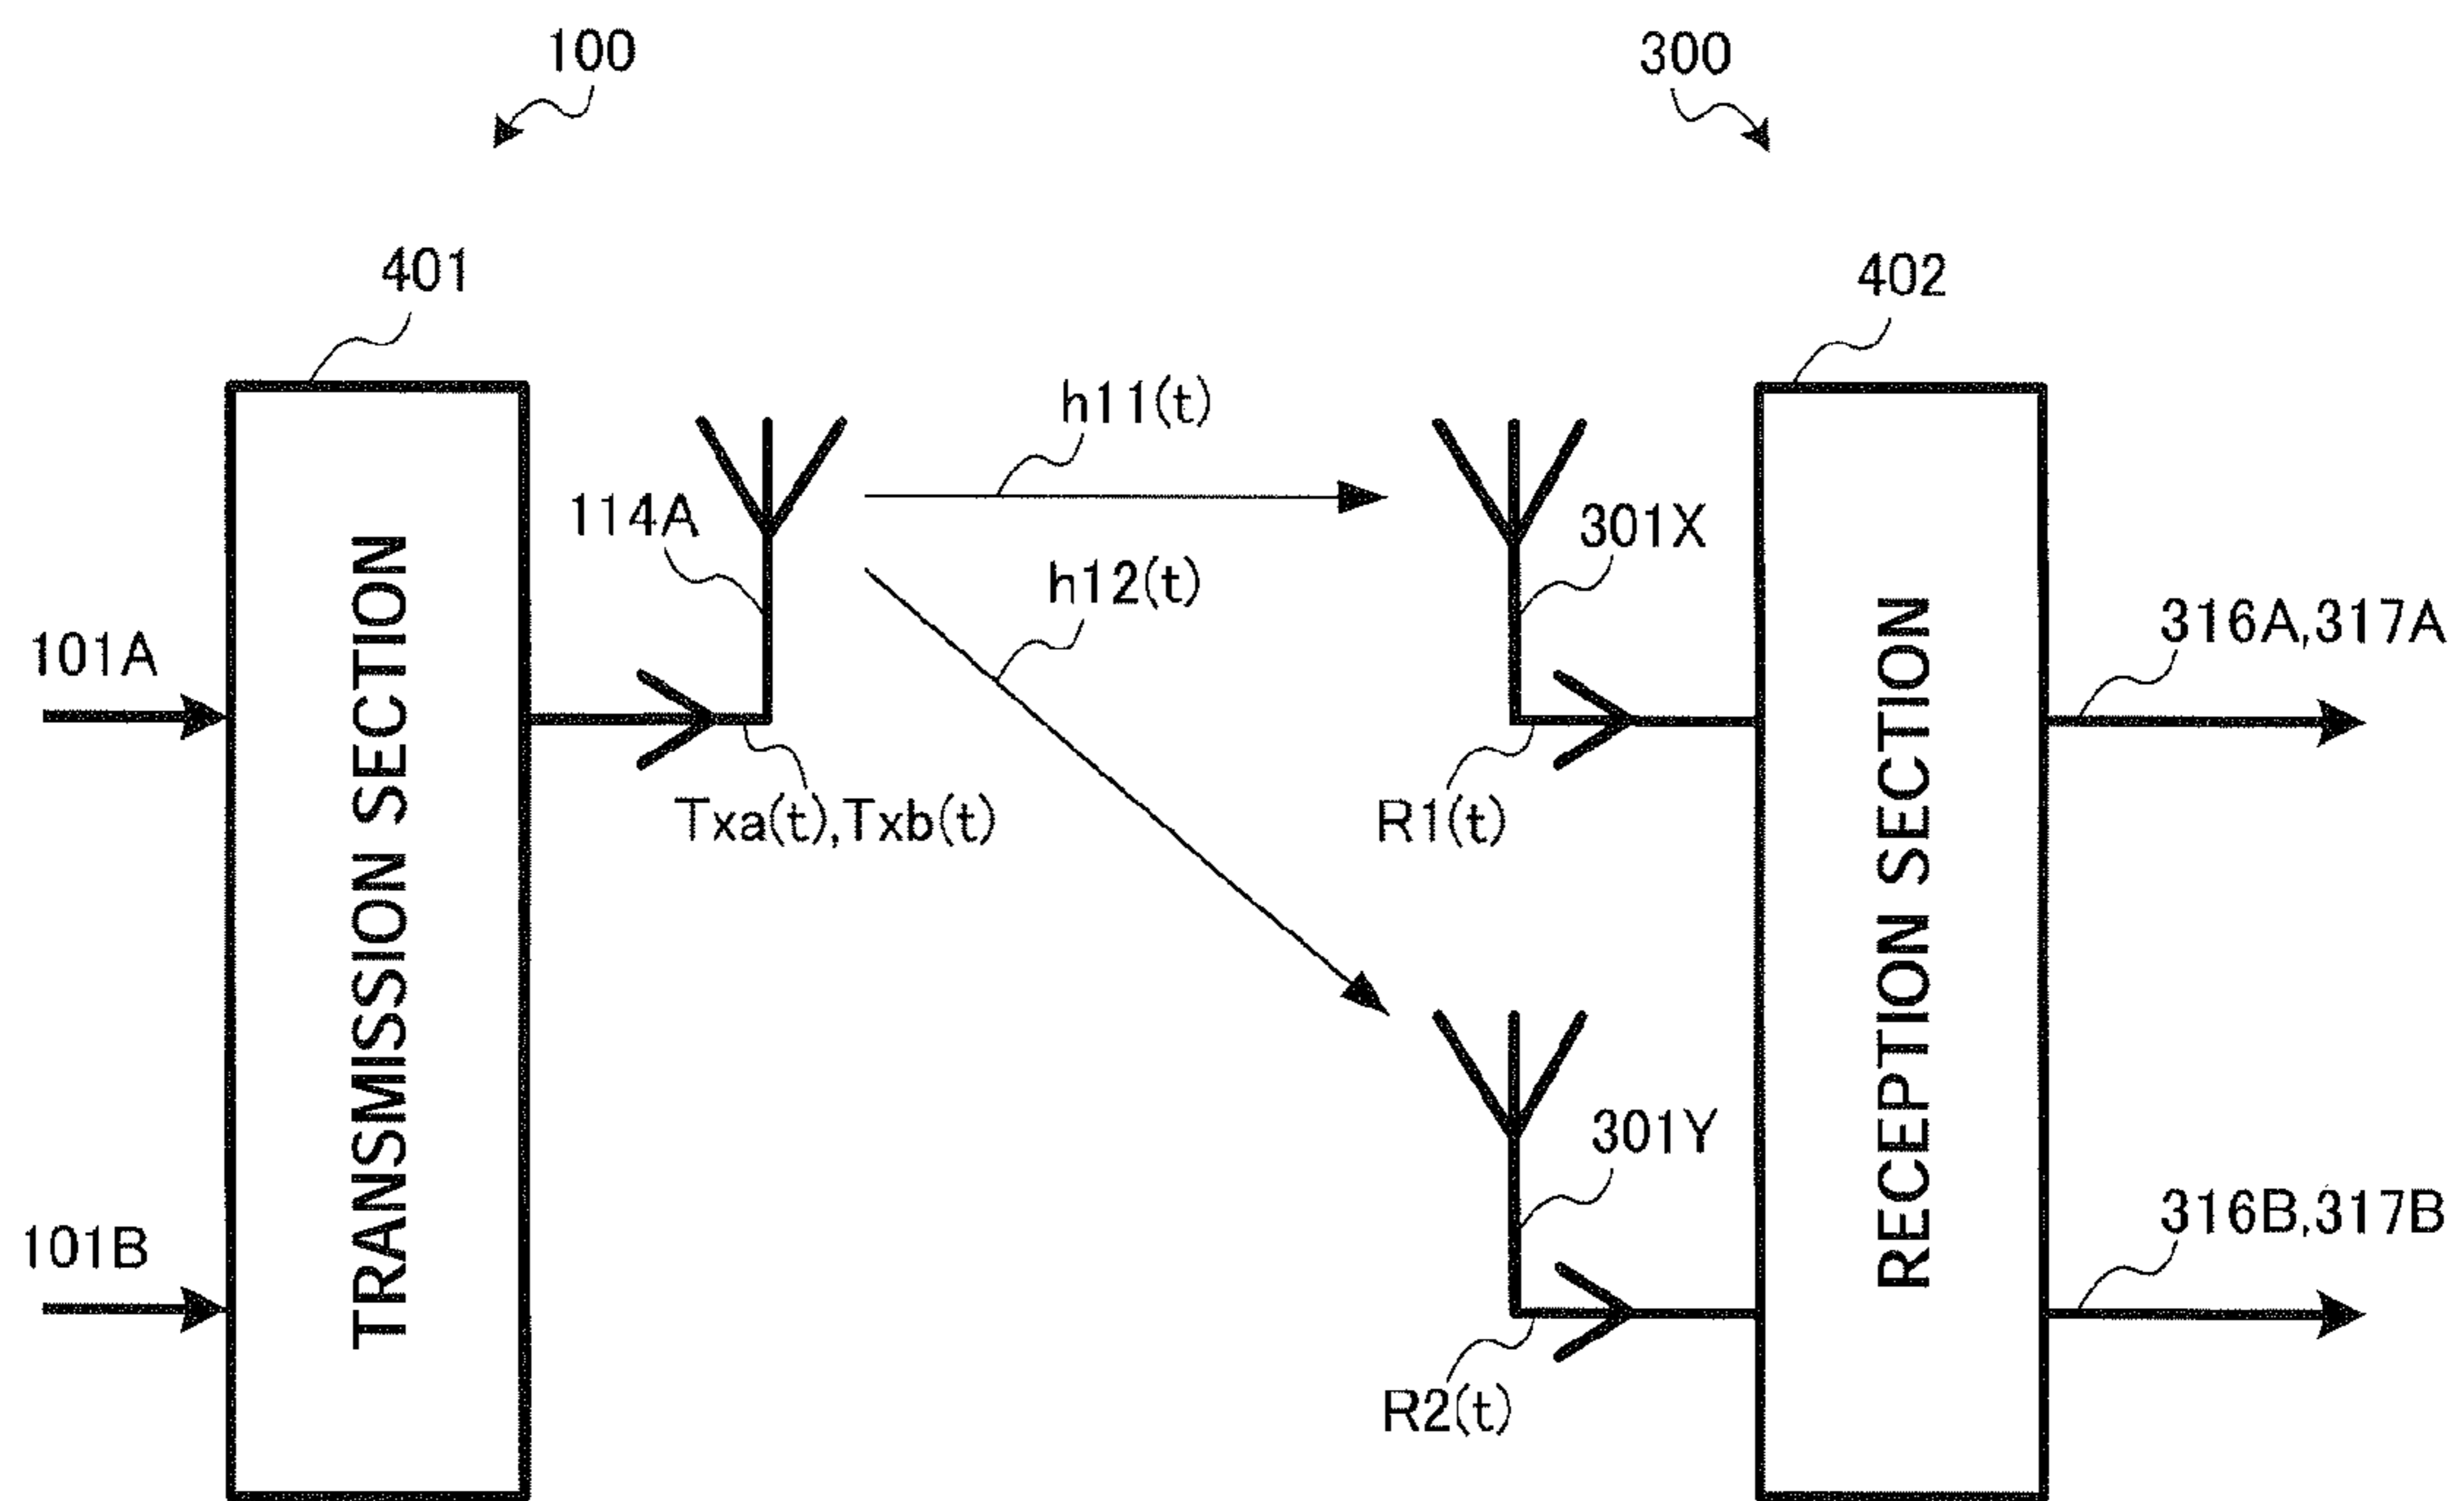 100
300
401
402
h11(t)
114A
301X
h12(t)
101A
316A,317A
TRANSMISSION SECTION
RECEPTION SECTION
Txa(t),Txb(t)
R1(t)
301Y
101B
316B,317B
R2(t)